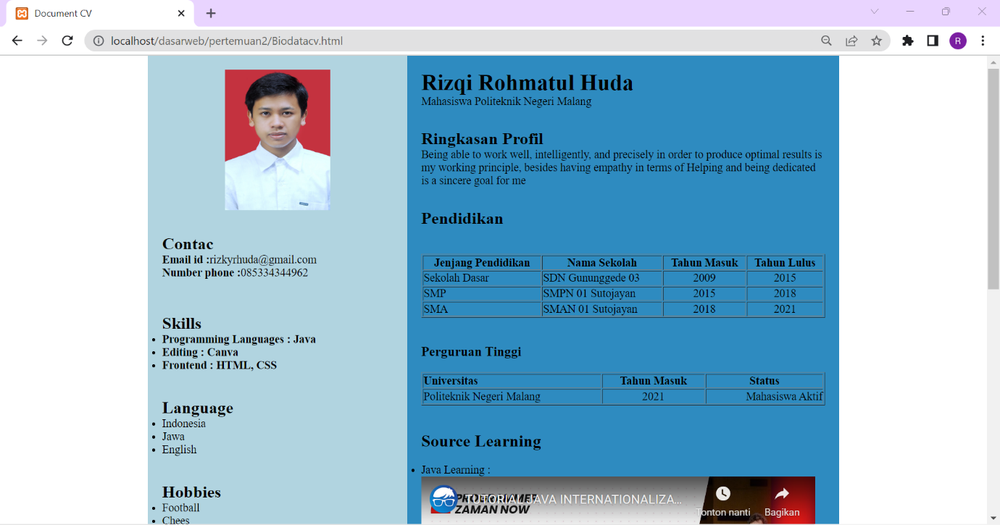 Document CV
localhost/dasarweb/pertemuan2/Biodatacv.html
R
Contac
Email id :rizkyrhuda@gmail.com
Number phone :085334344962
Skills
Programming Languages : Java
Editing : Canva
Frontend : HTML, CSS
Language
Indonesia
Jawa
English
Hobbies
Football
Chees
Rizqi Rohmatul Huda
Mahasiswa Politeknik Negeri Malang
Ringkasan Profil
Being able to work well, intelligently, and precisely in order to produce optimal results is
my working principle, besides having empathy in terms of Helping and being dedicated
is a sincere goal for me
Pendidikan
Jenjang Pendidikan Nama Sekolah Tahun Masuk Tahun Lulus
Sekolah Dasar SDN Gununggede 03 2009 2015
SMP SMPN 01 Sutojayan 2015 2018
SMA SMAN 01 Sutojayan 2018 2021
Perguruan Tinggi
Universitas Tahun Masuk Status
Politeknik Negeri Malang 2021 Mahasiswa Aktif
Source Learning
Java Learning :
TUTORIAL JAVA INTERNATIONALIZA...
ZAMAN NOW
Tonton nanti Bagikan